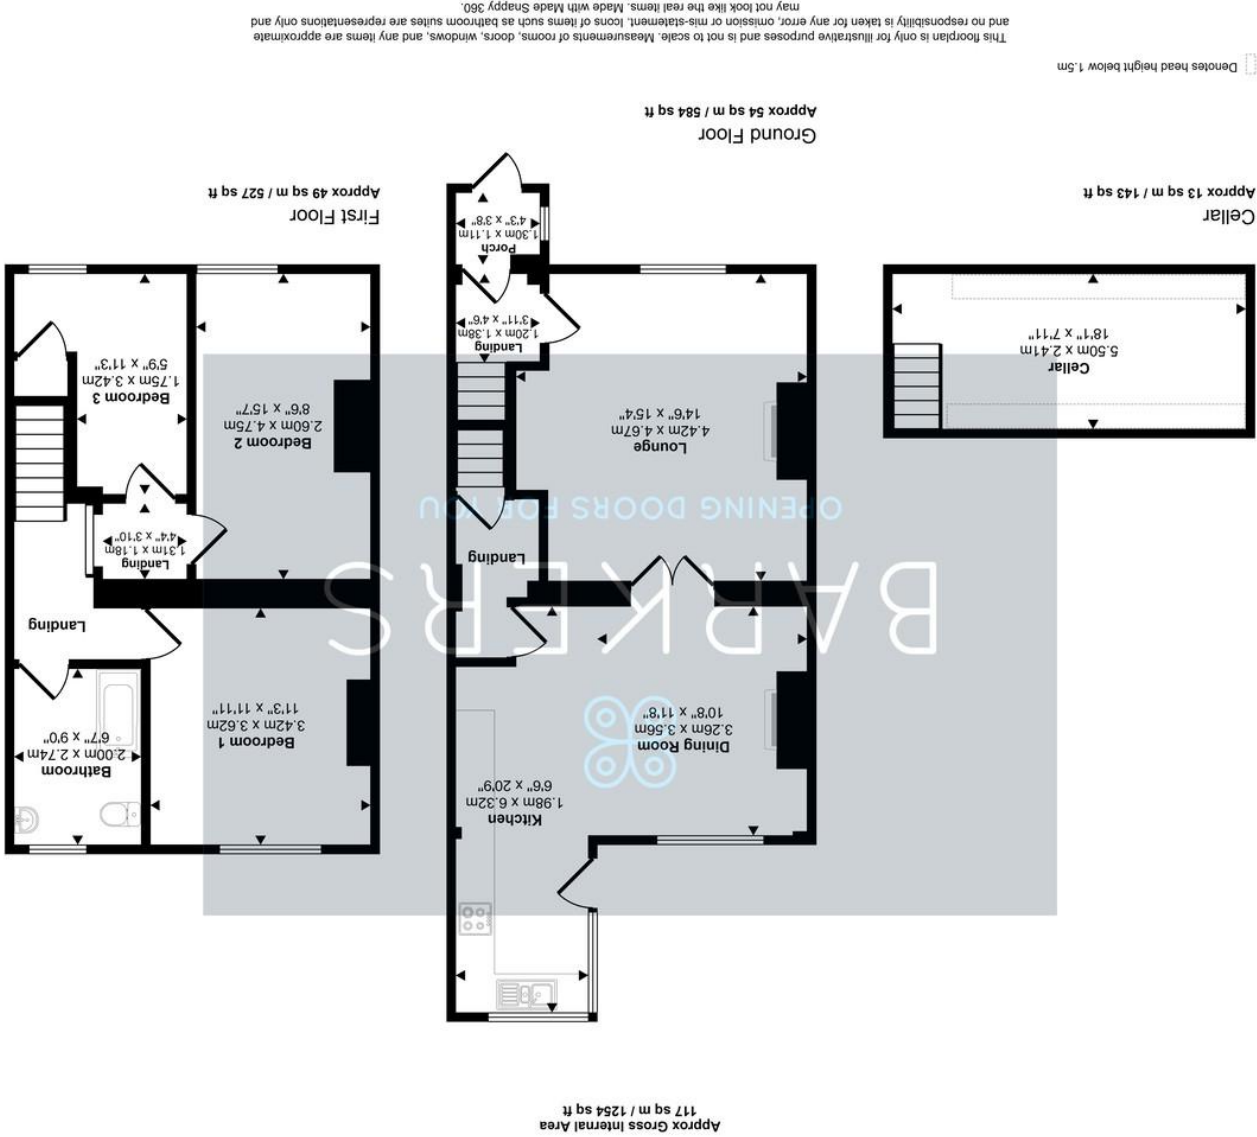 Approx Gross Internal Area
117 sq m / 1254 sq ft
Cellar
5.50m x 2.41m
18'1" x 7'11"
Cellar
Approx 13 sq m / 143 sq ft
Kitchen
1.98m x 6.32m
6'6" x 20'9"
Dining Room
3.26m x 3.56m
10'8" x 11'8"
Landing
Lounge
4.42m x 4.67m
14'6" x 15'4"
Landing
1.20m x 1.38m
3'11" x 4'6"
Porch
1.30m x 1.11m
4'3" x 3'8"
Ground Floor
Approx 54 sq m / 584 sq ft
Bathroom
2.00m x 2.74m
6'7" x 9'0"
Bedroom 1
3.42m x 3.62m
11'3" x 11'11"
Landing
Landing
1.31m x 1.18m
4'4" x 3'10"
Bedroom 2
2.60m x 4.75m
8'6" x 15'7"
Bedroom 3
1.75m x 3.42m
5'9" x 11'3"
First Floor
Approx 49 sq m / 527 sq ft
BARKERS
OPENING DOORS FOR YOU
Denotes head height below 1.5m
This floorplan is only for illustrative purposes and is not to scale. Measurements of rooms, doors, windows, and any items are approximate
and no responsibility is taken for any error, omission or mis-statement. Icons of items such as bathroom suites are representations only and
may not look like the real items. Made with Made Snappy 360.